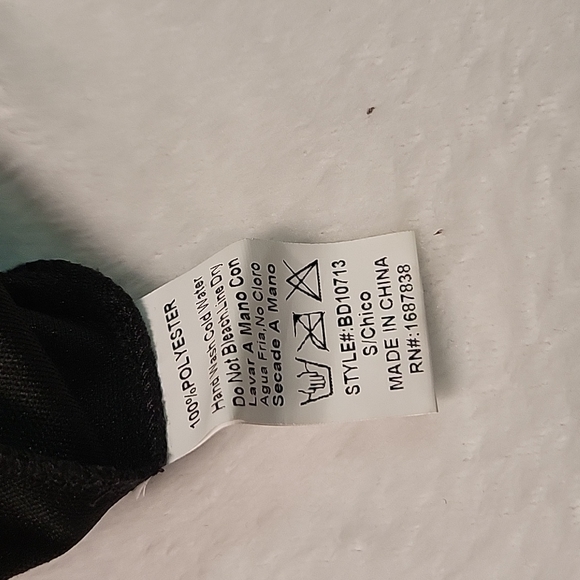 100%POLYESTER
Hand Wash Cold Water
Do Not Bleach,Line Dry
Lavar A Mano Con
Agua Fria,No Cloro
Secade A Mano
STYLE#:BD10713
S/Chico
MADE IN CHINA
RN#:1687838